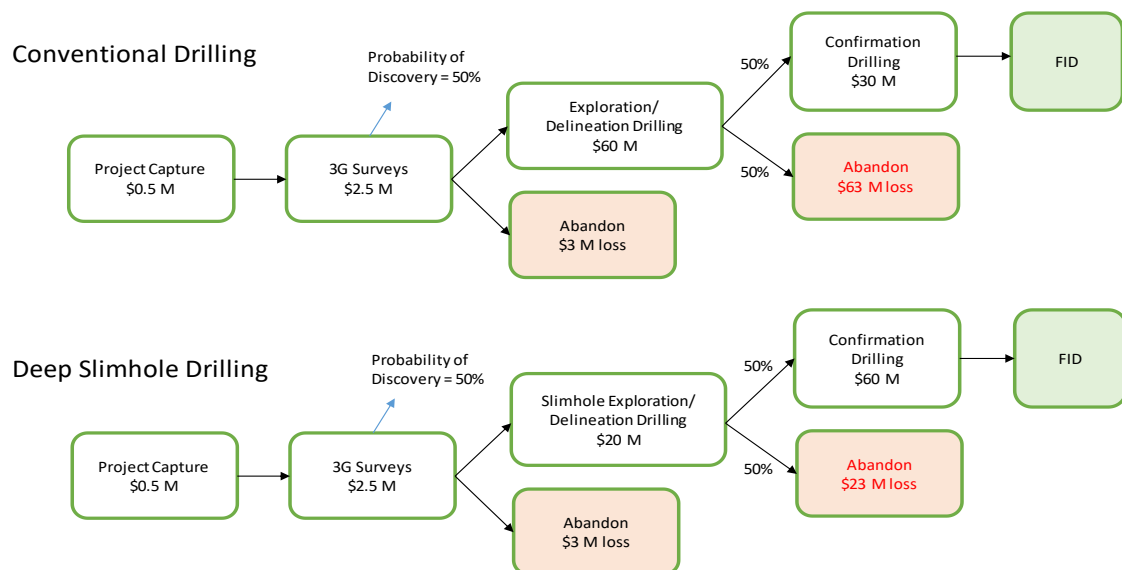 Conventional Drilling
Probability of
Discovery = 50%
Project Capture
$0.5 M
3G Surveys
$2.5 M
Exploration/
Delineation Drilling
$60 M
Abandon
$3 M loss
50%
50%
Confirmation
Drilling
$30 M
Abandon
$63 M loss
FID
Deep Slimhole Drilling
Probability of
Discovery = 50%
Project Capture
$0.5 M
3G Surveys
$2.5 M
Slimhole Exploration/
Delineation Drilling
$20 M
Abandon
$3 M loss
50%
50%
Confirmation
Drilling
$60 M
Abandon
$23 M loss
FID